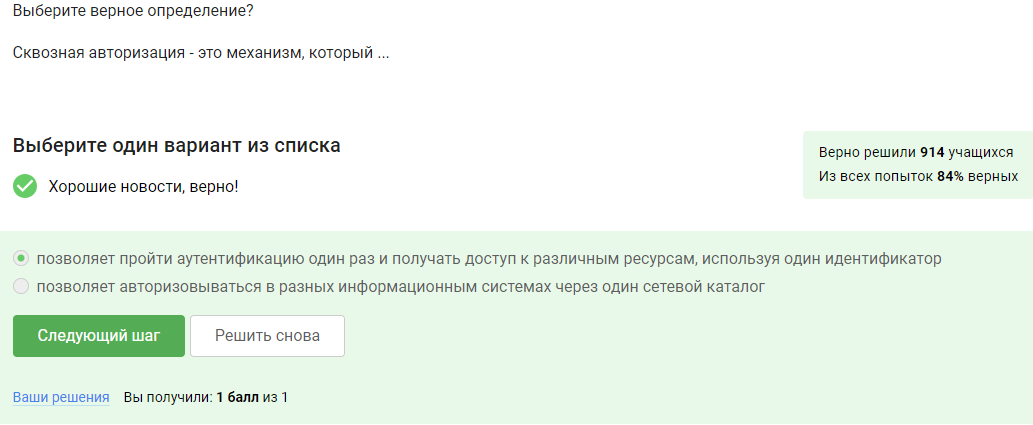 Выберите верное определение?
Сквозная авторизация - это механизм, который ...
Выберите один вариант из списка
Хорошие новости, верно!
Верно решили 914 учащихся
Из всех попыток 84% верных
позволяет пройти аутентификацию один раз и получать доступ к различным ресурсам, используя один идентификатор
позволяет авторизовываться в разных информационным системах через один сетевой каталог
Следующий шаг
Решить снова
Ваши решения Вы получили: 1 балл из 1